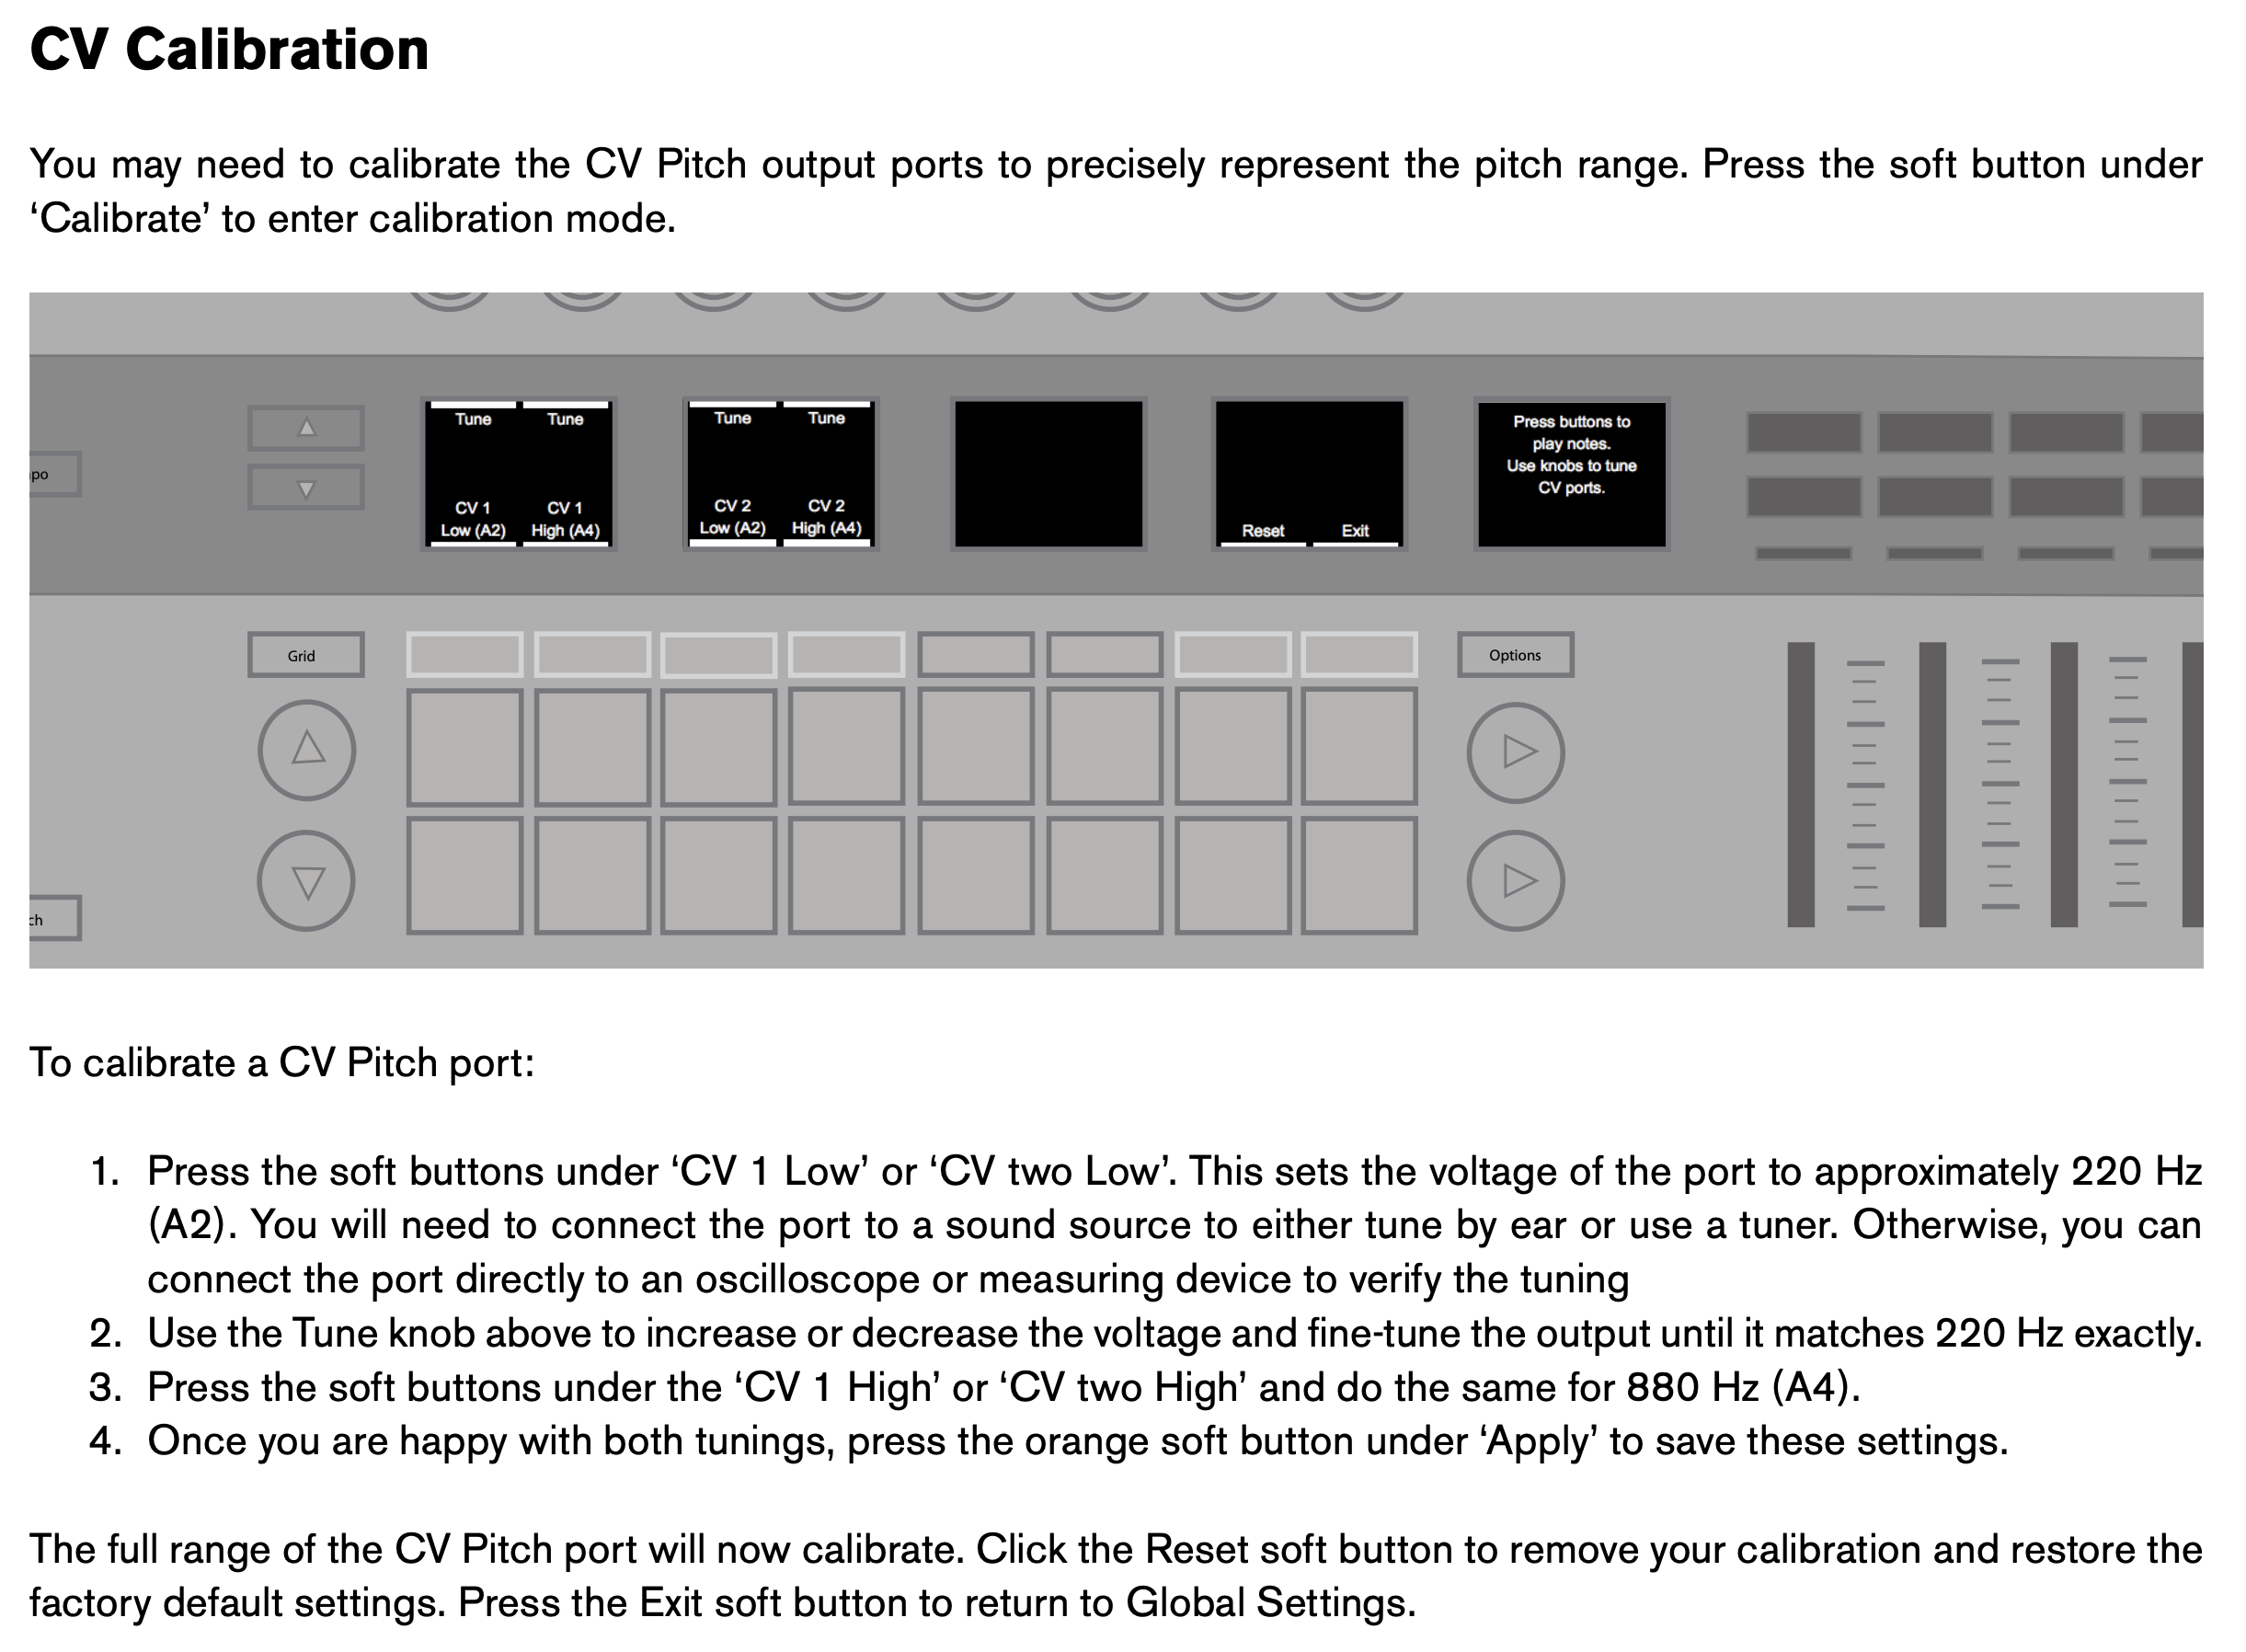 CV Calibration
You may need to calibrate the CV Pitch output ports to precisely represent the pitch range. Press the soft button under
‘Calibrate’ to enter calibration mode.
po
Tune Tune
CV 1 CV 1
Low (A2) High (A4)
Tune Tune
CV 2 CV 2
Low (A2) High (A4)
Reset Exit
Press buttons to
play notes.
Use knobs to tune
CV ports.
Grid
Options
ch
To calibrate a CV Pitch port:
1. Press the soft buttons under ‘CV 1 Low’ or ‘CV two Low’. This sets the voltage of the port to approximately 220 Hz
(A2). You will need to connect the port to a sound source to either tune by ear or use a tuner. Otherwise, you can
connect the port directly to an oscilloscope or measuring device to verify the tuning
2. Use the Tune knob above to increase or decrease the voltage and fine-tune the output until it matches 220 Hz exactly.
3. Press the soft buttons under the ‘CV 1 High’ or ‘CV two High’ and do the same for 880 Hz (A4).
4. Once you are happy with both tunings, press the orange soft button under ‘Apply’ to save these settings.
The full range of the CV Pitch port will now calibrate. Click the Reset soft button to remove your calibration and restore the
factory default settings. Press the Exit soft button to return to Global Settings.